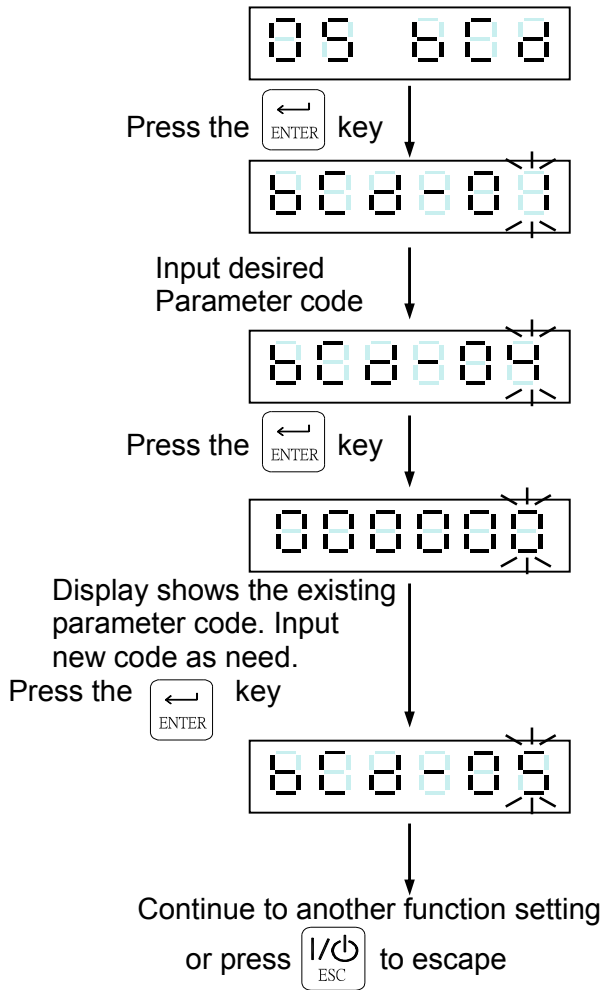 05 bCd
Press the ENTER key
bCd-01
Input desired
Parameter code
bCd-04
Press the ENTER key
000000
Display shows the existing
parameter code. Input
new code as need.
Press the ENTER key
bCd-05
Continue to another function setting
or press I/⏻ ESC to escape